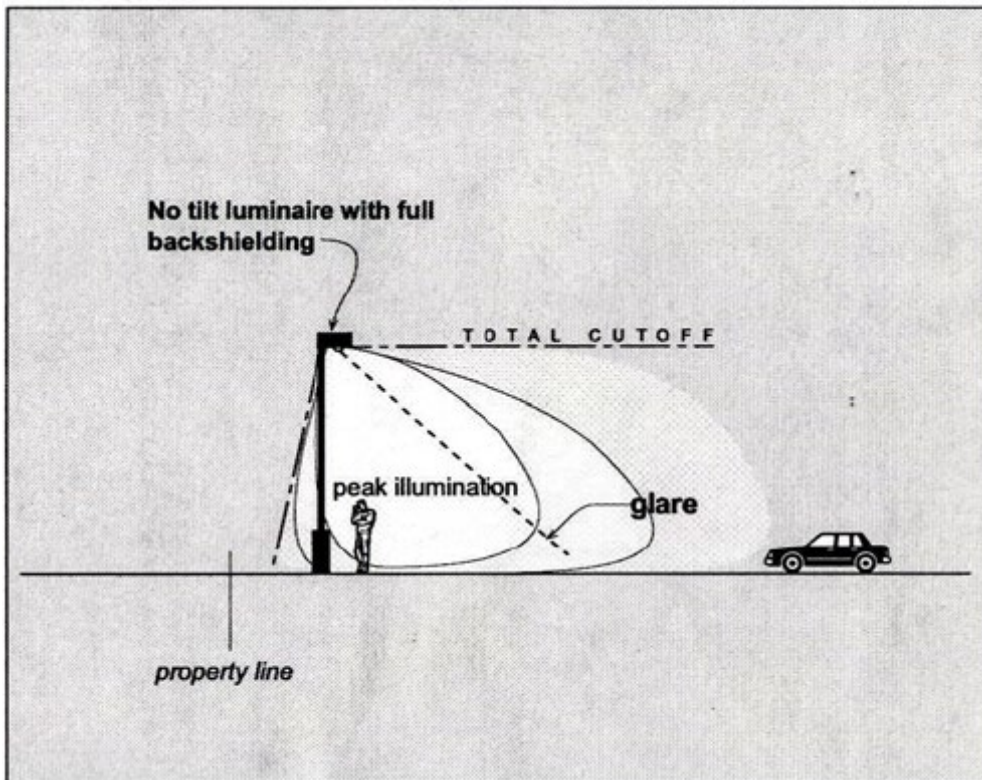 No tilt luminaire with full
backshielding
TOTAL CUTOFF
peak illumination
glare
property line